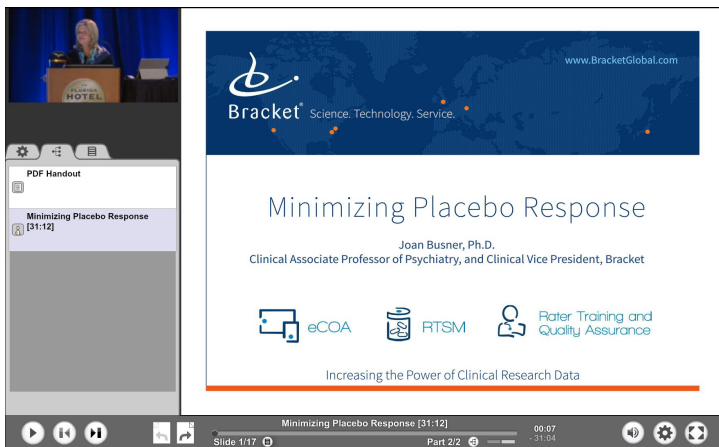 FLORIDA
HOTEL
PDF Handout
Minimizing Placebo Response
[31:12]
www.BracketGlobal.com
Bracket® Science. Technology. Service.
Minimizing Placebo Response
Joan Busner, Ph.D.
Clinical Associate Professor of Psychiatry, and Clinical Vice President, Bracket
eCOA
RTSM
Rater Training and
Quality Assurance
Increasing the Power of Clinical Research Data
Minimizing Placebo Response [31:12]
Slide 1/17
Part 2/2
00:07
- 31:04